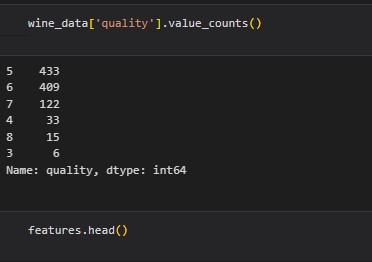 wine_data['quality'].value_counts()
5    433
6    409
7    122
4     33
8     15
3      6
Name: quality, dtype: int64
features.head()